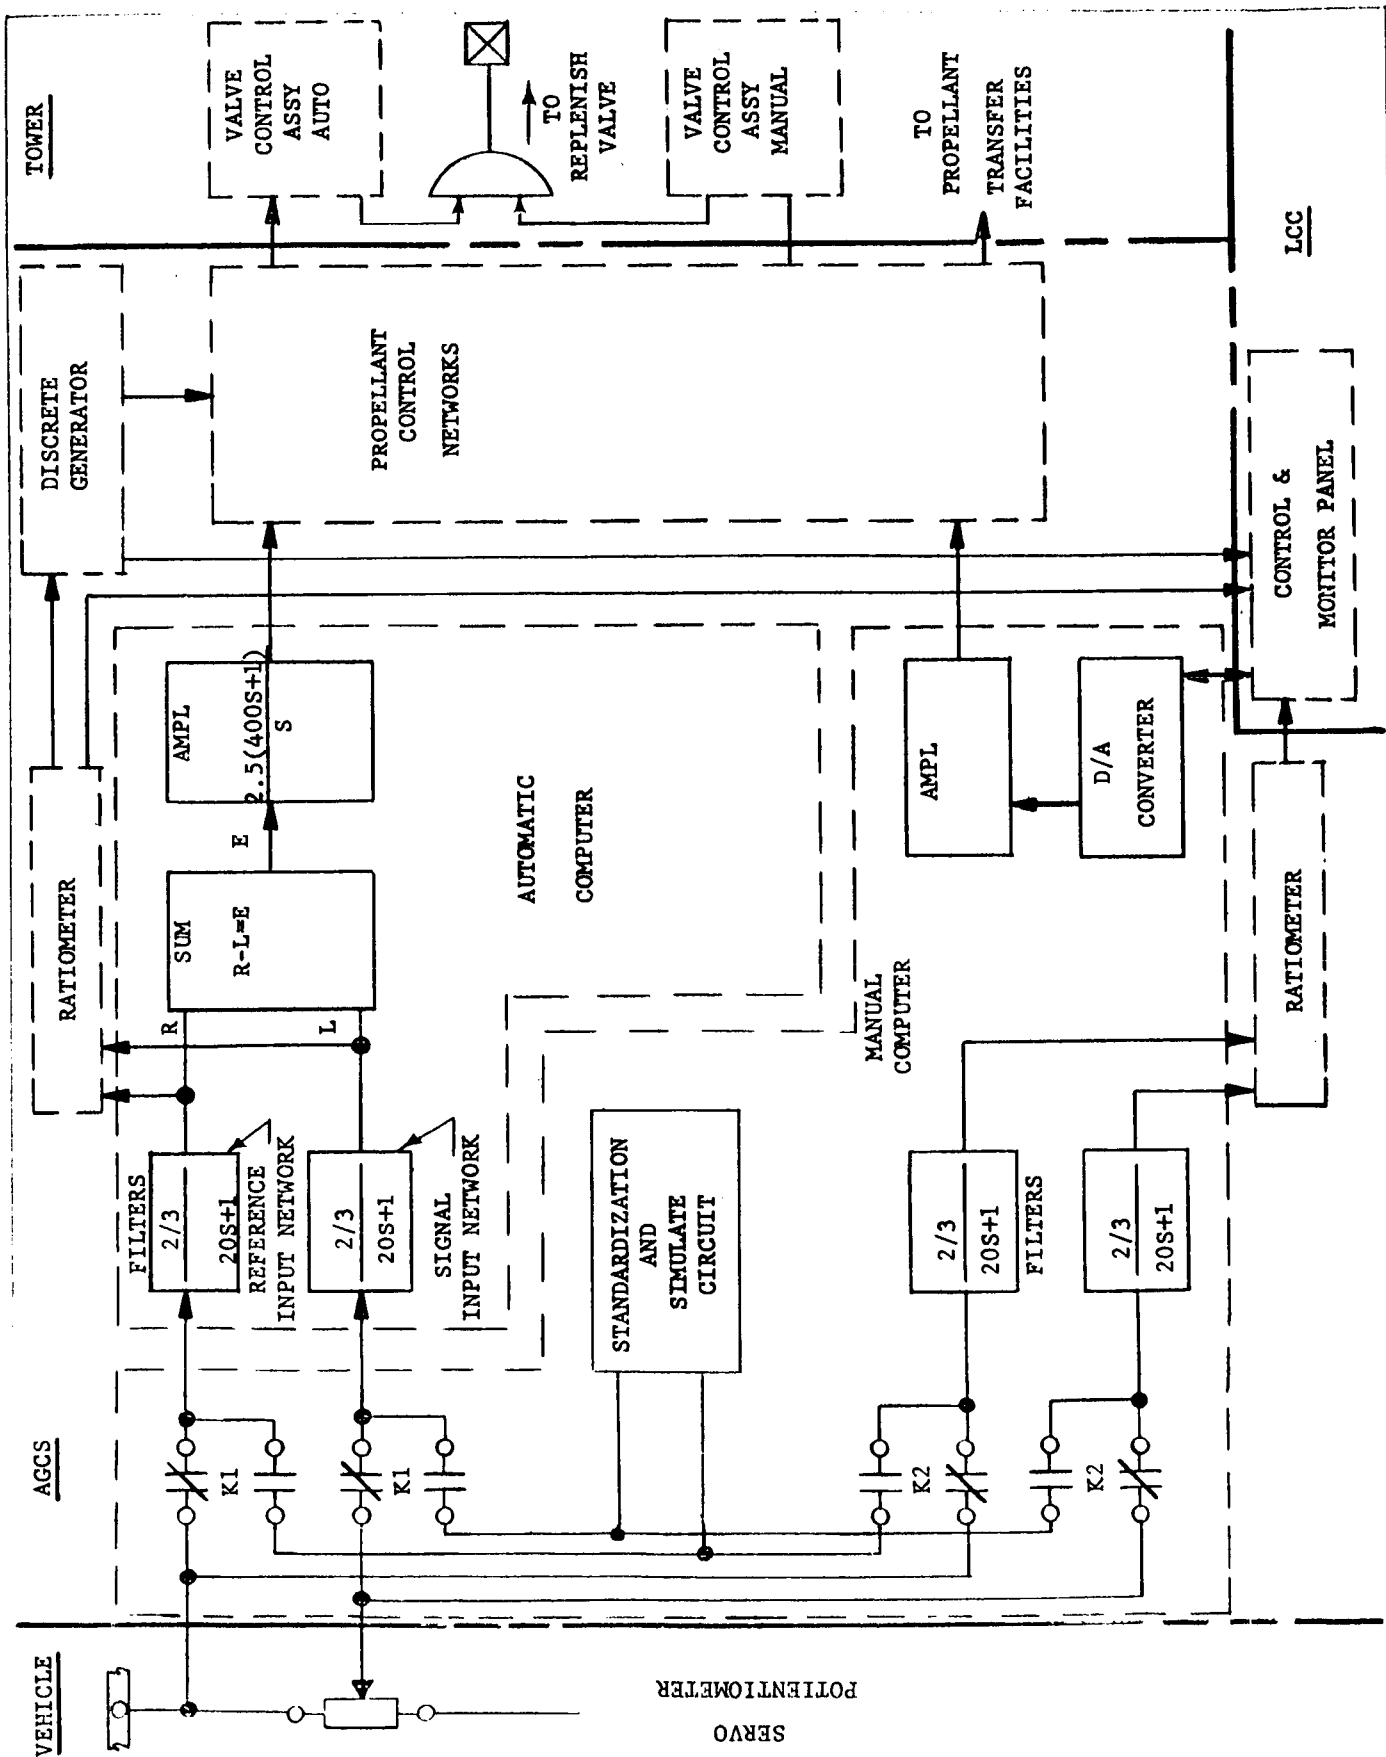 VEHICLE
AGCS
TOWER
LCC
SERVO
POTIENTIOMETER
K1
K1
K2
K2
FILTERS
2/3
20S+1
REFERENCE
INPUT NETWORK
2/3
20S+1
SIGNAL
INPUT NETWORK
STANDARDIZATION
AND
SIMULATE
CIRCUIT
2/3
20S+1
FILTERS
2/3
20S+1
RATIOMETER
R
L
SUM
R-L=E
E
AMPL
2.5(400S+1)
S
AUTOMATIC
COMPUTER
MANUAL
COMPUTER
AMPL
D/A
CONVERTER
RATIOMETER
DISCRETE
GENERATOR
PROPELLANT
CONTROL
NETWORKS
CONTROL &
MONITOR PANEL
VALVE
CONTROL
ASSY
AUTO
TO
REPLENISH
VALVE
VALVE
CONTROL
ASSY
MANUAL
TO
PROPELLANT
TRANSFER
FACILITIES